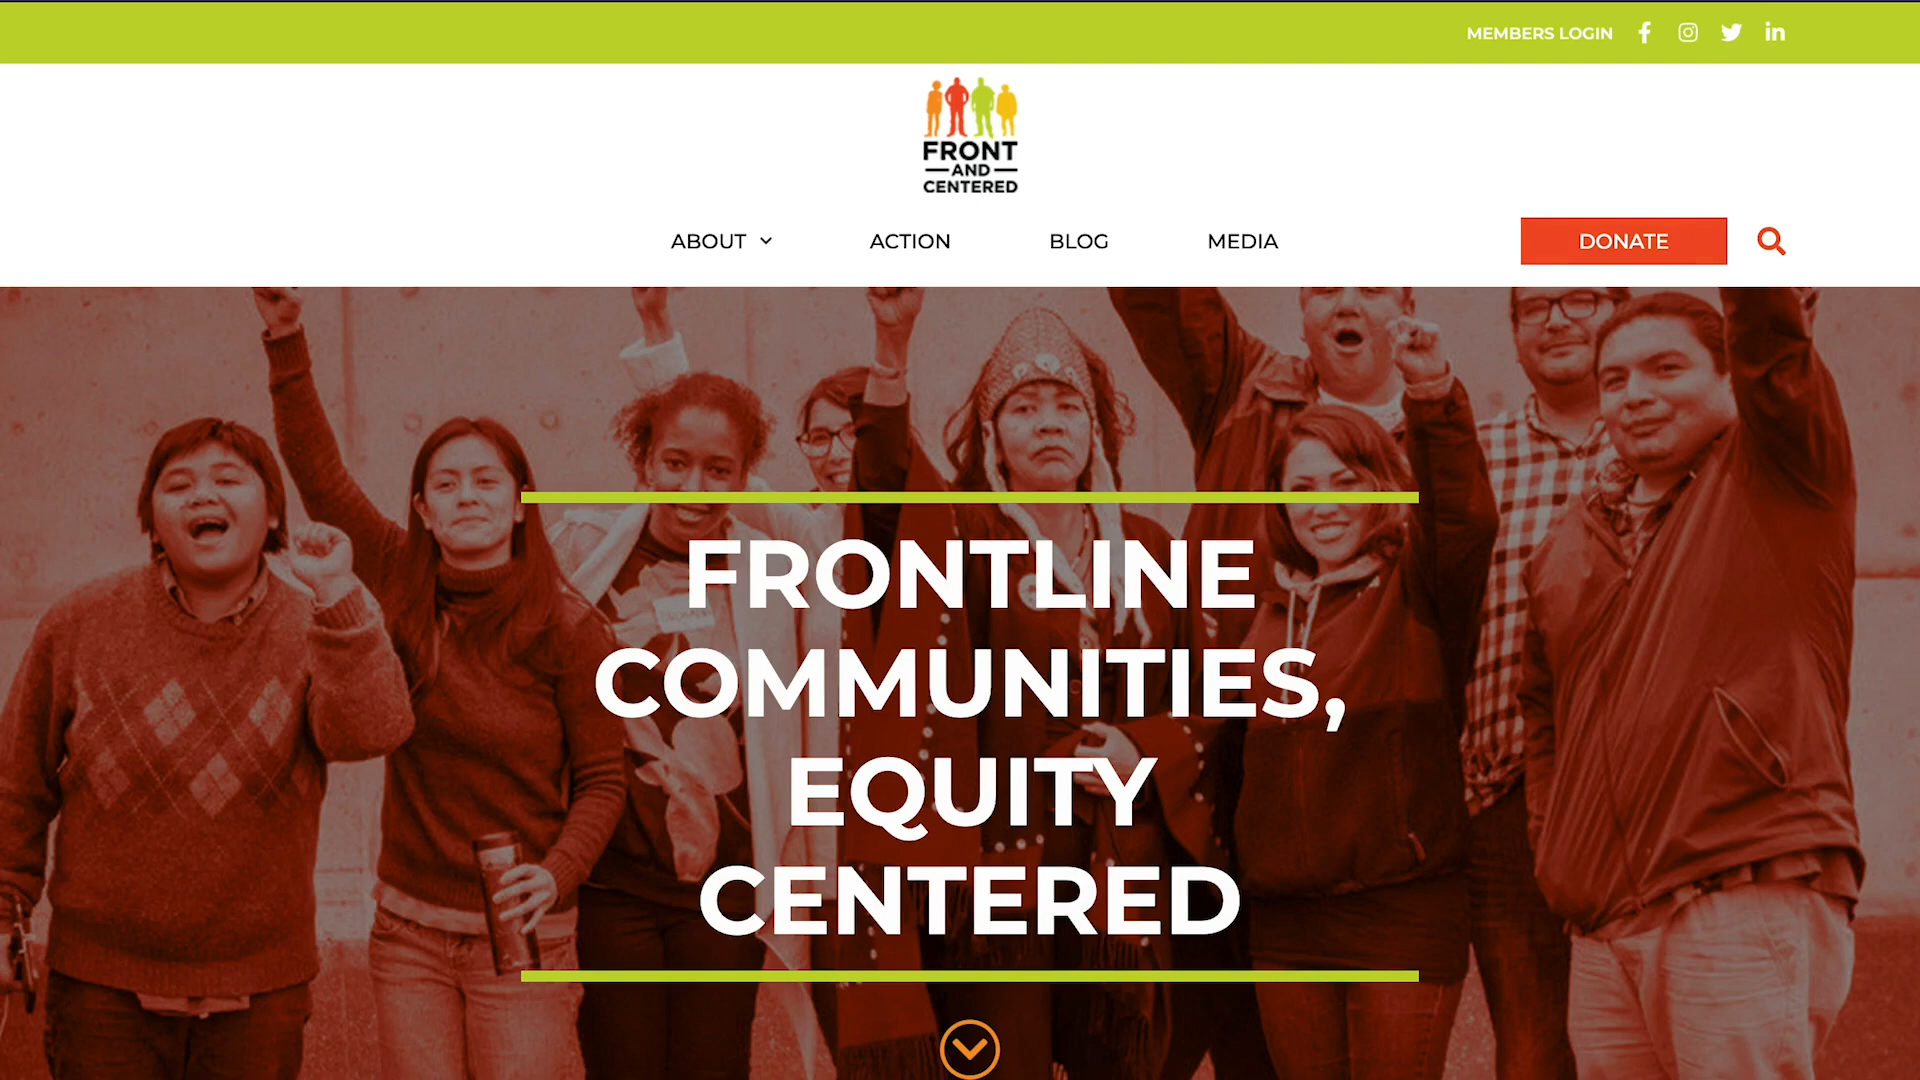 MEMBERS LOGIN
FRONT
AND
CENTERED
ABOUT
ACTION
BLOG
MEDIA
DONATE
FRONTLINE
COMMUNITIES,
EQUITY
CENTERED